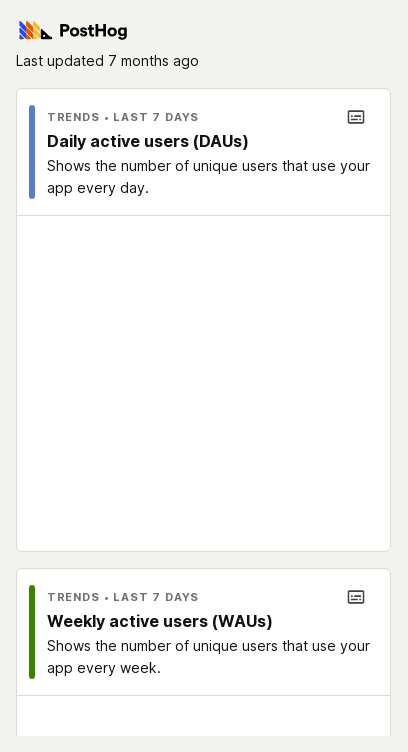 PostHog
Last updated 7 months ago
TRENDS • LAST 7 DAYS
Daily active users (DAUs)
Shows the number of unique users that use your
app every day.
TRENDS • LAST 7 DAYS
Weekly active users (WAUs)
Shows the number of unique users that use your
app every week.